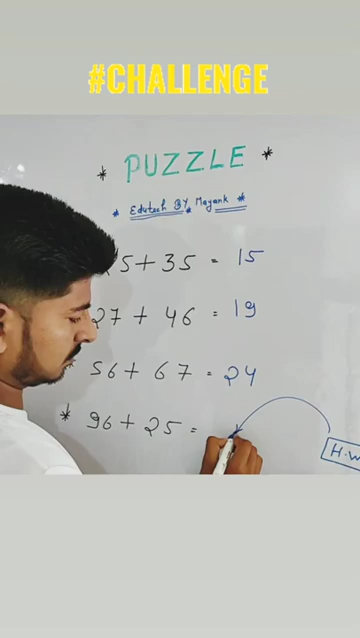 #CHALLENGE
* PUZZLE *
* Edutech BY Mayank *
5+35 = 15
27 + 46 = 19
56 + 67 = 24
* 96 + 25 =
H.W